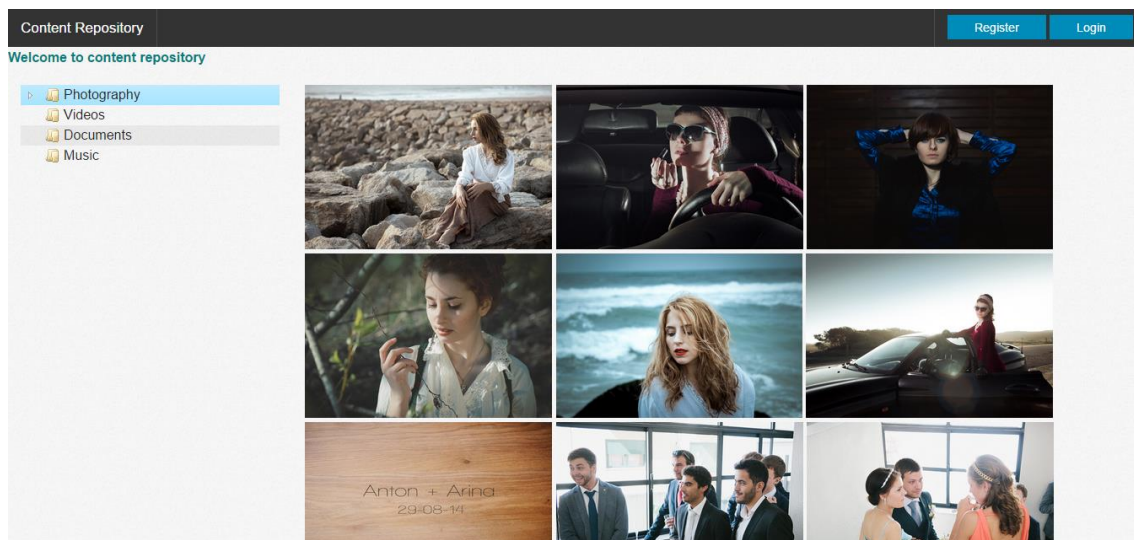 Content Repository
Register
Login
Welcome to content repository
Photography
Videos
Documents
Music
Anton + Arina
29-08-14